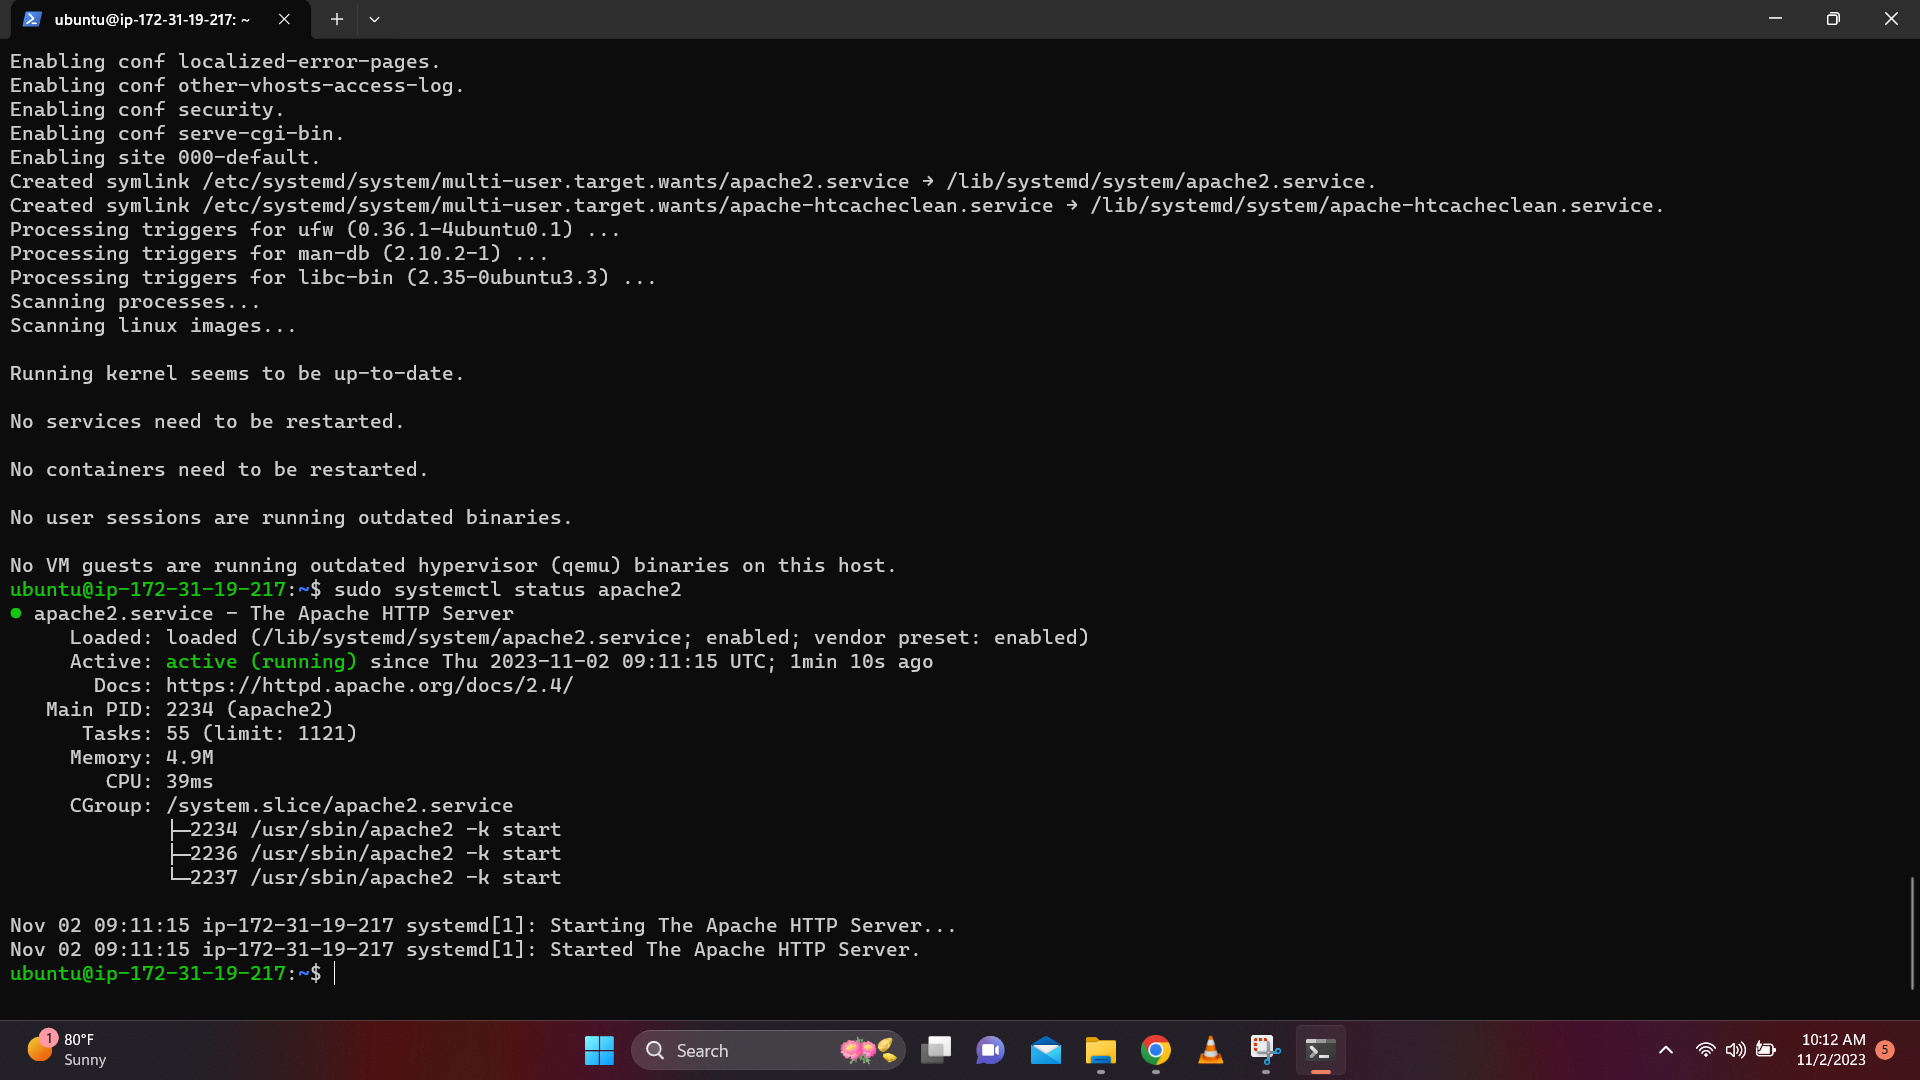 ubuntu@ip-172-31-19-217: ~
Enabling conf localized-error-pages.
Enabling conf other-vhosts-access-log.
Enabling conf security.
Enabling conf serve-cgi-bin.
Enabling site 000-default.
Created symlink /etc/systemd/system/multi-user.target.wants/apache2.service → /lib/systemd/system/apache2.service.
Created symlink /etc/systemd/system/multi-user.target.wants/apache-htcacheclean.service → /lib/systemd/system/apache-htcacheclean.service.
Processing triggers for ufw (0.36.1-4ubuntu0.1) ...
Processing triggers for man-db (2.10.2-1) ...
Processing triggers for libc-bin (2.35-0ubuntu3.3) ...
Scanning processes...
Scanning linux images...
Running kernel seems to be up-to-date.
No services need to be restarted.
No containers need to be restarted.
No user sessions are running outdated binaries.
No VM guests are running outdated hypervisor (qemu) binaries on this host.
ubuntu@ip-172-31-19-217:~$ sudo systemctl status apache2
● apache2.service - The Apache HTTP Server
Loaded: loaded (/lib/systemd/system/apache2.service; enabled; vendor preset: enabled)
Active: active (running) since Thu 2023-11-02 09:11:15 UTC; 1min 10s ago
Docs: https://httpd.apache.org/docs/2.4/
Main PID: 2234 (apache2)
Tasks: 55 (limit: 1121)
Memory: 4.9M
CPU: 39ms
CGroup: /system.slice/apache2.service
├─2234 /usr/sbin/apache2 -k start
├─2236 /usr/sbin/apache2 -k start
└─2237 /usr/sbin/apache2 -k start
Nov 02 09:11:15 ip-172-31-19-217 systemd[1]: Starting The Apache HTTP Server...
Nov 02 09:11:15 ip-172-31-19-217 systemd[1]: Started The Apache HTTP Server.
ubuntu@ip-172-31-19-217:~$
1
80°F
Sunny
Search
10:12 AM
11/2/2023
5